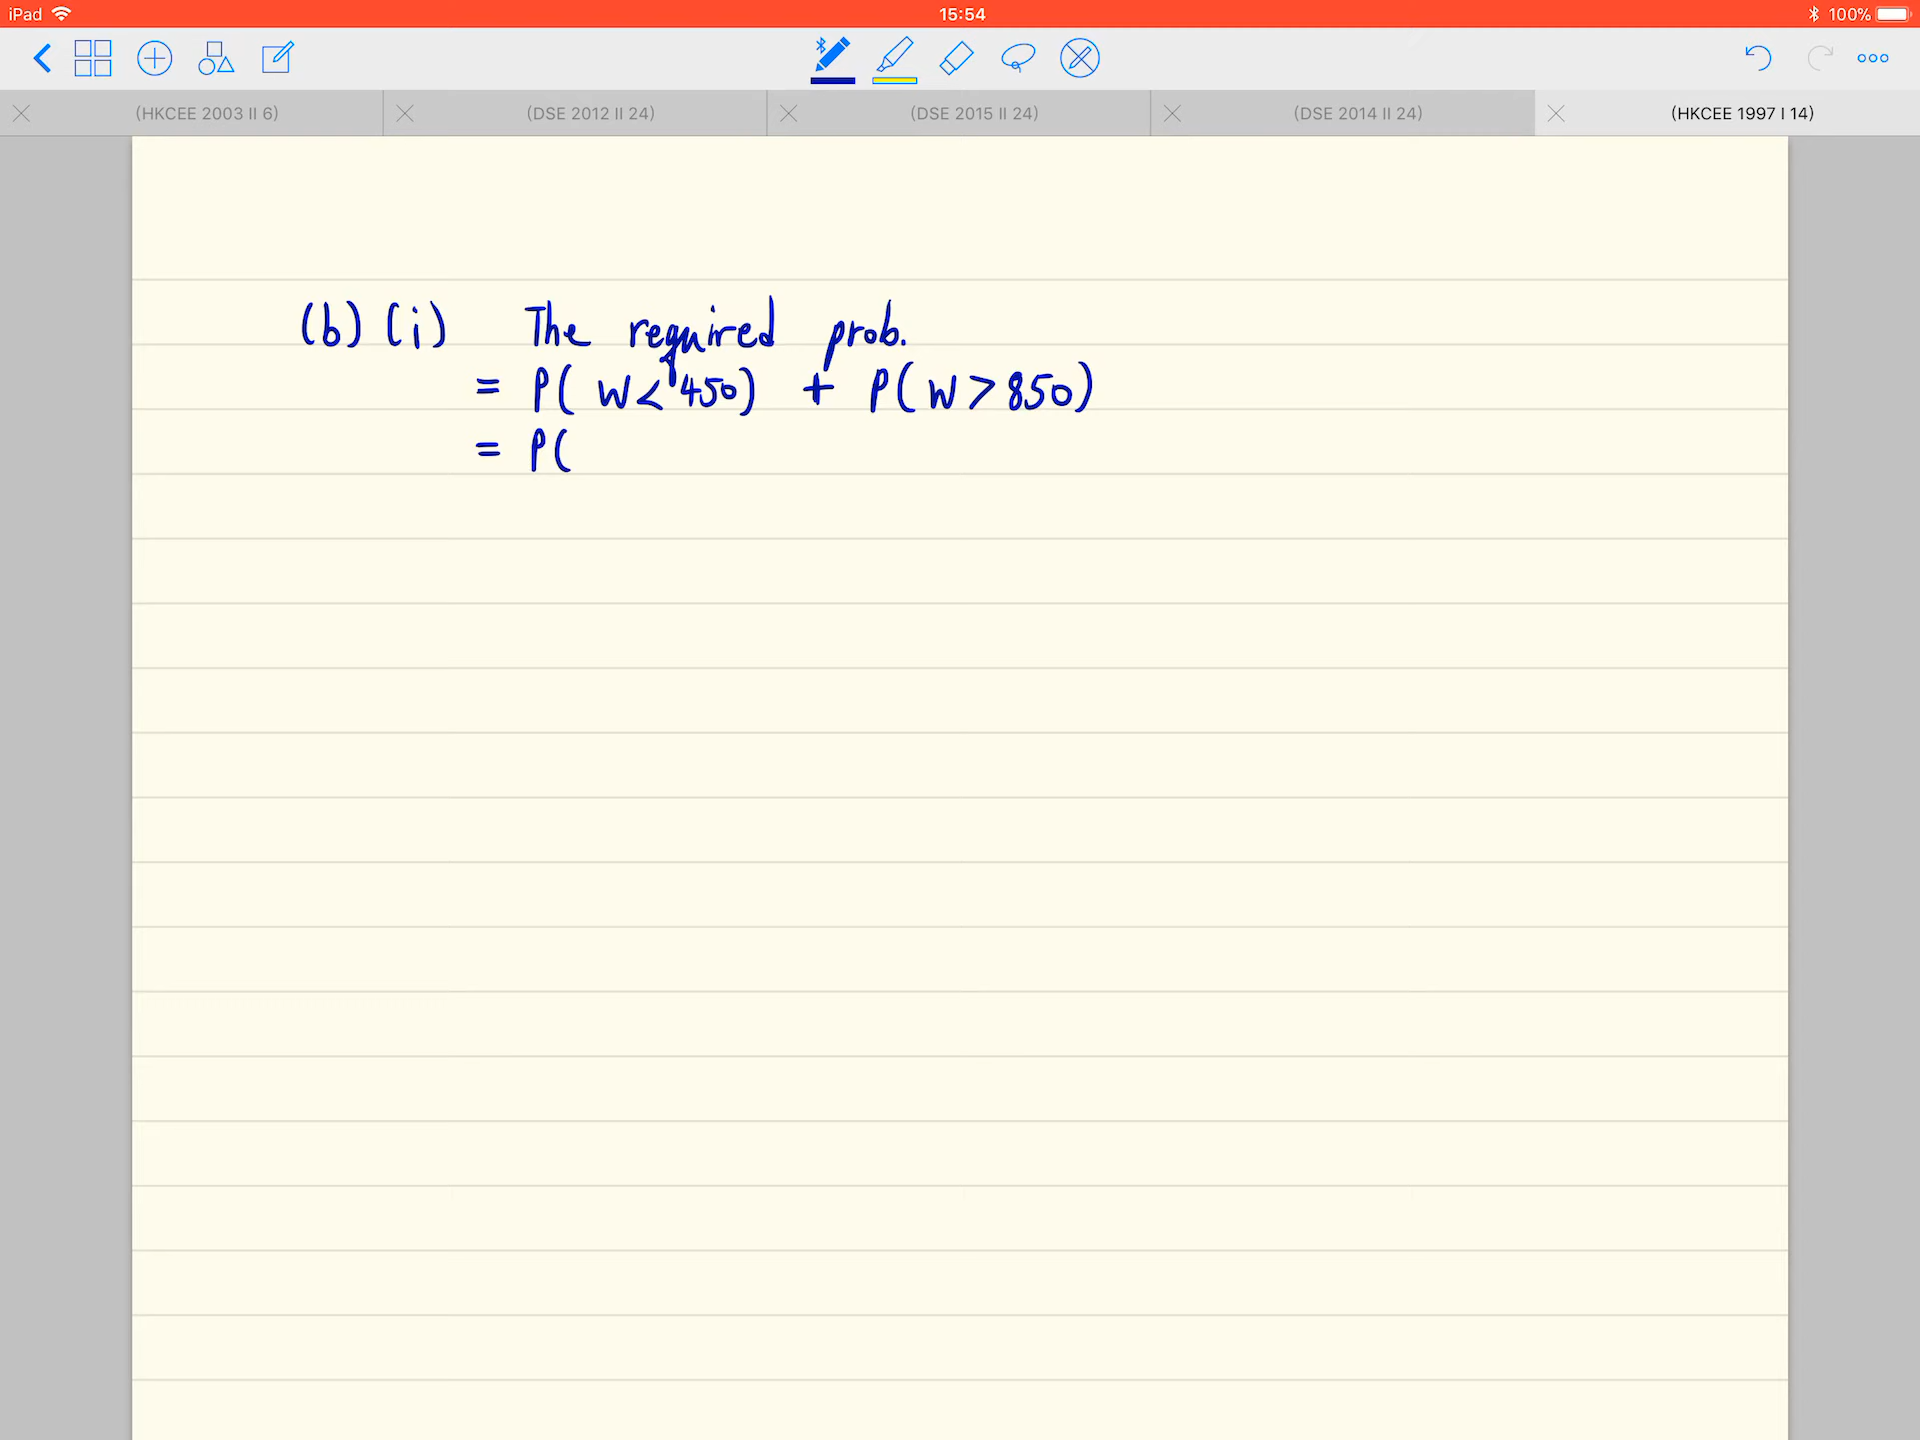 iPad 15:54 100%
(HKCEE 2003 II 6) (DSE 2012 II 24) (DSE 2015 II 24) (DSE 2014 II 24) (HKCEE 1997 I 14)
(b) (i) The required prob.
= P( W < 450) + P( W > 850)
= P(